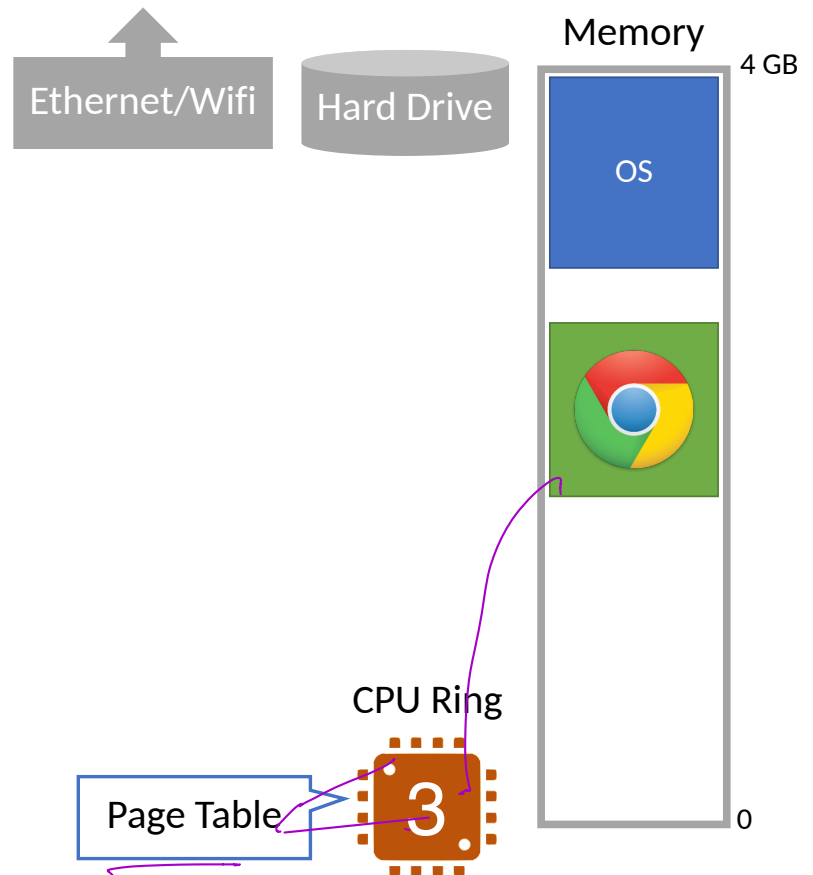 Memory
4 GB
Ethernet/Wifi
Hard Drive
OS
CPU Ring
Page Table
3
0